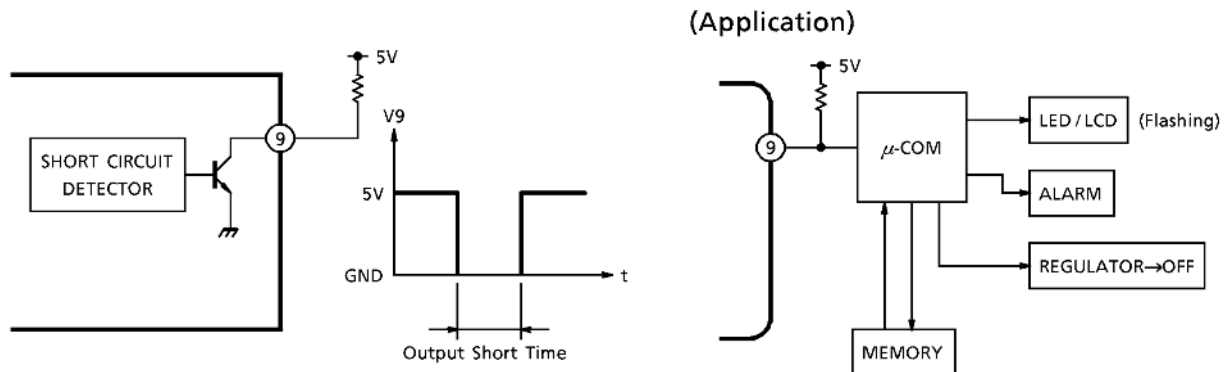 5V
9
SHORT CIRCUIT
DETECTOR
V9
5V
GND
t
Output Short Time
(Application)
5V
9
μ-COM
LED / LCD
(Flashing)
ALARM
REGULATOR→OFF
MEMORY